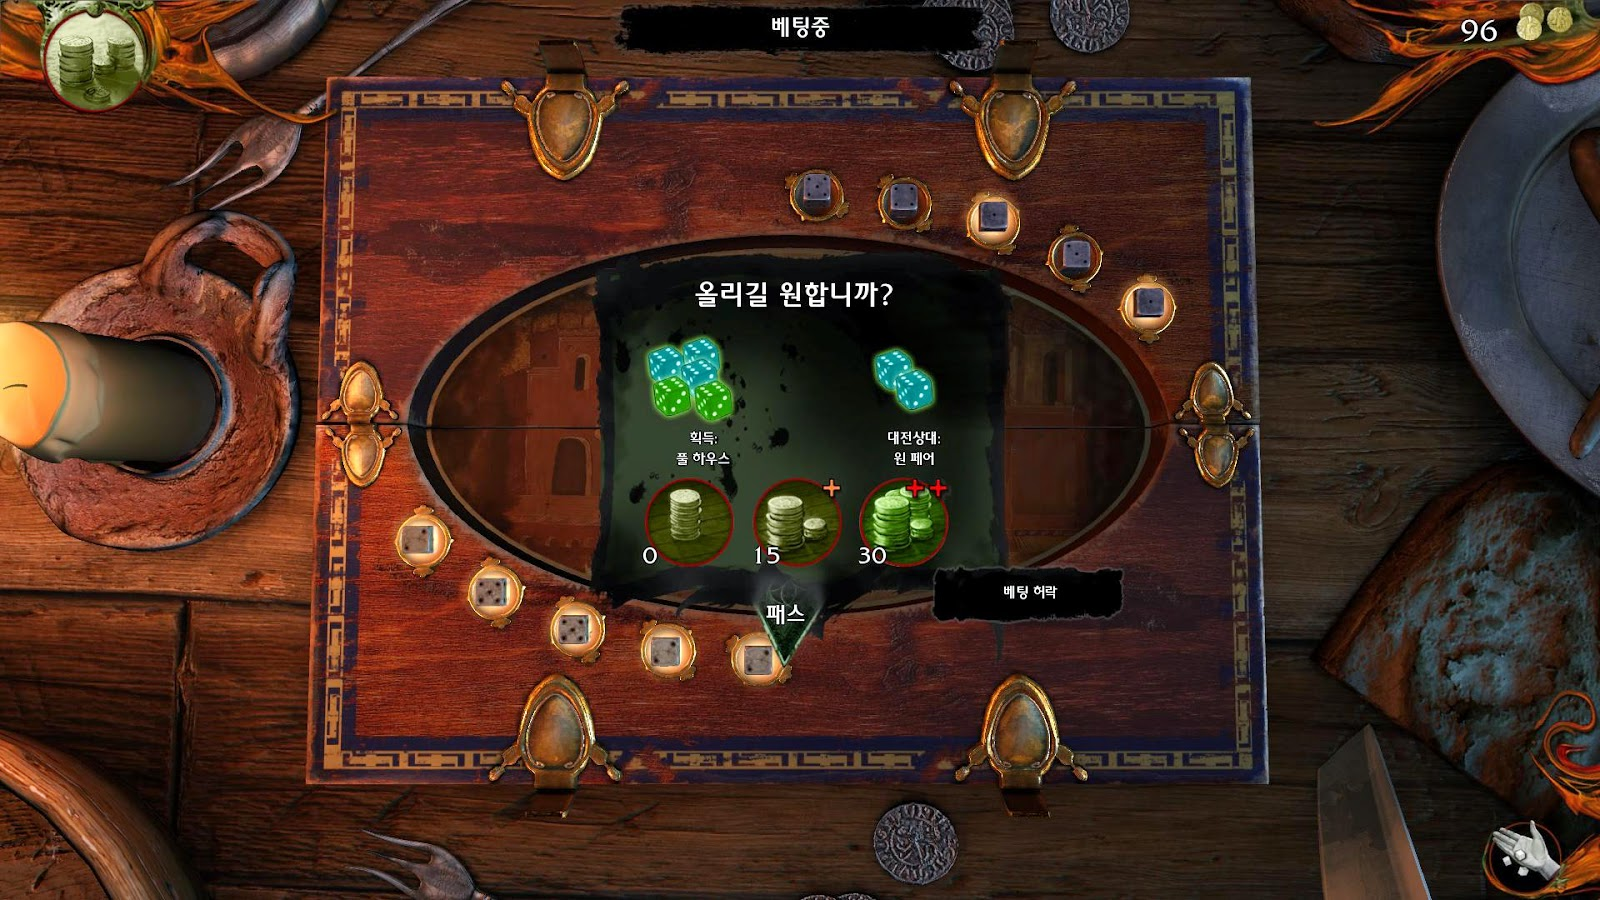 베팅중
96
올리길 원합니까?
획득:
풀 하우스
대전상대:
원 페어
0
15
30
베팅 허락
패스